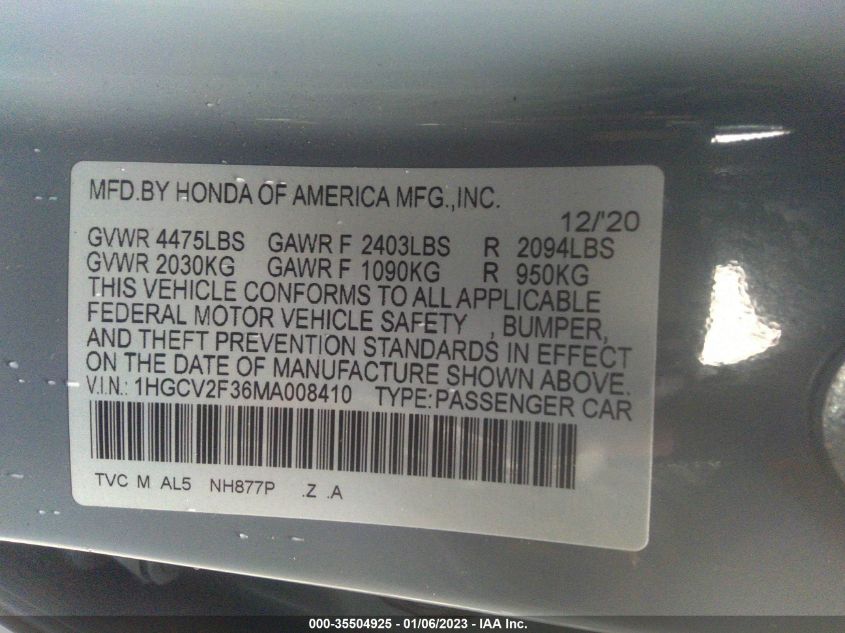 MFD.BY HONDA OF AMERICA MFG.,INC.
12/'20
GVWR 4475LBS GAWR F 2403LBS R 2094LBS
GVWR 2030KG GAWR F 1090KG R 950KG
THIS VEHICLE CONFORMS TO ALL APPLICABLE
FEDERAL MOTOR VEHICLE SAFETY , BUMPER,
AND THEFT PREVENTION STANDARDS IN EFFECT
ON THE DATE OF MANUFACTURE SHOWN ABOVE.
V.I.N.: 1HGCV2F36MA008410 TYPE:PASSENGER CAR
TVC M AL5 NH877P .Z .A
000-35504925 - 01/06/2023 - IAA Inc.